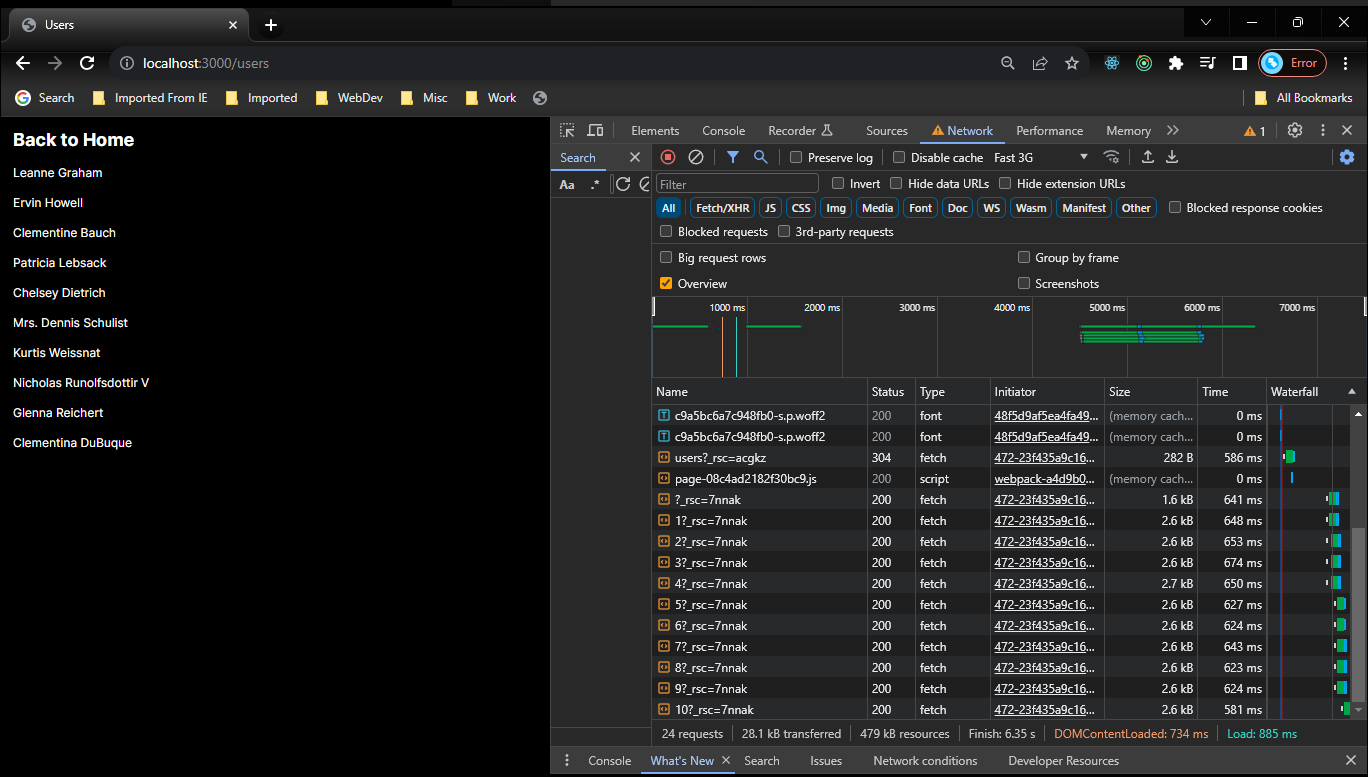 Users
localhost:3000/users
Error
Search Imported From IE Imported WebDev Misc Work All Bookmarks
Back to Home
Leanne Graham
Ervin Howell
Clementine Bauch
Patricia Lebsack
Chelsey Dietrich
Mrs. Dennis Schulist
Kurtis Weissnat
Nicholas Runolfsdottir V
Glenna Reichert
Clementina DuBuque
Elements Console Recorder Sources Network Performance Memory 1
Search
Aa .*
Preserve log Disable cache Fast 3G
Filter Invert Hide data URLs Hide extension URLs
All Fetch/XHR JS CSS Img Media Font Doc WS Wasm Manifest Other Blocked response cookies
Blocked requests 3rd-party requests
Big request rows Group by frame
Overview Screenshots
1000 ms 2000 ms 3000 ms 4000 ms 5000 ms 6000 ms 7000 ms
Name Status Type Initiator Size Time Waterfall
c9a5bc6a7c948fb0-s.p.woff2 200 font 48f5d9af5ea4fa49... (memory cach... 0 ms
c9a5bc6a7c948fb0-s.p.woff2 200 font 48f5d9af5ea4fa49... (memory cach... 0 ms
users?_rsc=acgkz 304 fetch 472-23f435a9c16... 282 B 586 ms
page-08c4ad2182f30bc9.js 200 script webpack-a4d9b0... (memory cach... 0 ms
?_rsc=7nnak 200 fetch 472-23f435a9c16... 1.6 kB 641 ms
1?_rsc=7nnak 200 fetch 472-23f435a9c16... 2.6 kB 648 ms
2?_rsc=7nnak 200 fetch 472-23f435a9c16... 2.6 kB 653 ms
3?_rsc=7nnak 200 fetch 472-23f435a9c16... 2.6 kB 674 ms
4?_rsc=7nnak 200 fetch 472-23f435a9c16... 2.7 kB 650 ms
5?_rsc=7nnak 200 fetch 472-23f435a9c16... 2.6 kB 627 ms
6?_rsc=7nnak 200 fetch 472-23f435a9c16... 2.6 kB 624 ms
7?_rsc=7nnak 200 fetch 472-23f435a9c16... 2.6 kB 643 ms
8?_rsc=7nnak 200 fetch 472-23f435a9c16... 2.6 kB 623 ms
9?_rsc=7nnak 200 fetch 472-23f435a9c16... 2.6 kB 624 ms
10?_rsc=7nnak 200 fetch 472-23f435a9c16... 2.6 kB 581 ms
24 requests 28.1 kB transferred 479 kB resources Finish: 6.35 s DOMContentLoaded: 734 ms Load: 885 ms
Console What's New Search Issues Network conditions Developer Resources